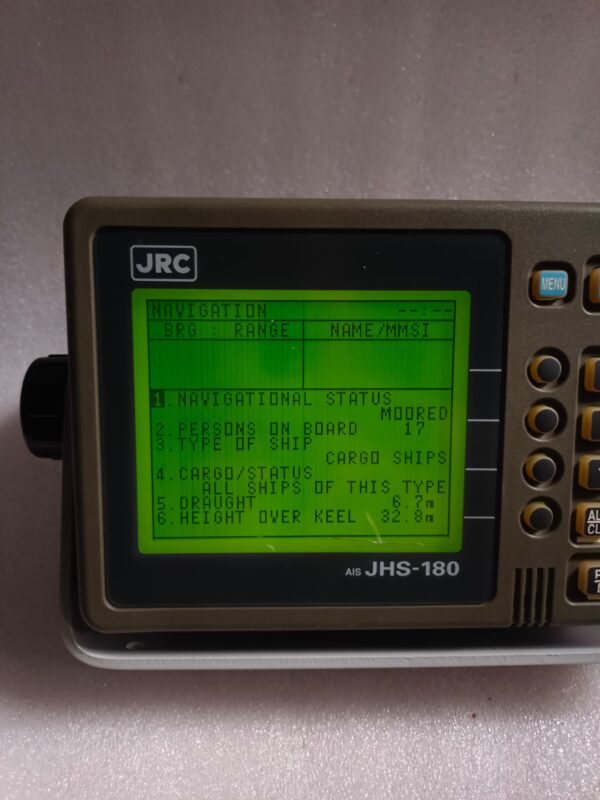 JRC
NAVIGATION --:--
BRG : RANGE NAME/MMSI
1.NAVIGATIONAL STATUS
MOORED
2.PERSONS ON BOARD 17
3.TYPE OF SHIP
CARGO SHIPS
4.CARGO/STATUS
ALL SHIPS OF THIS TYPE
5.DRAUGHT 6.7m
6.HEIGHT OVER KEEL 32.8m
AIS JHS-180
MENU